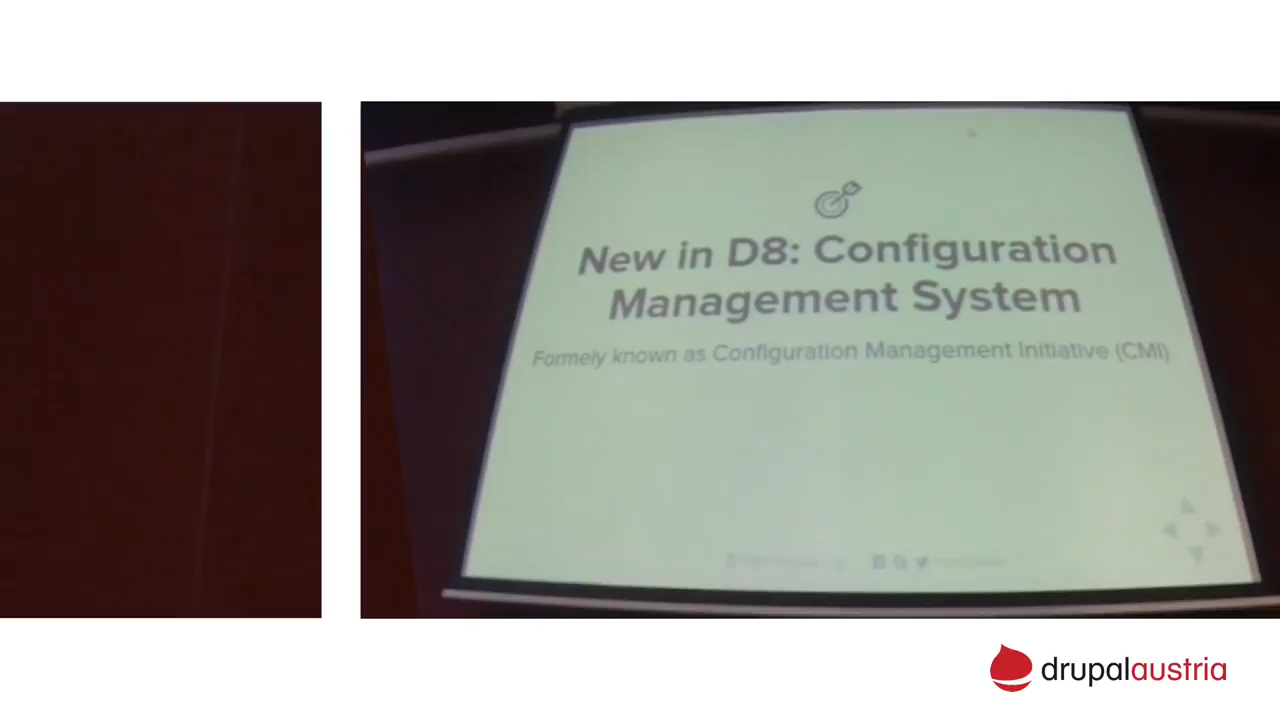 New in D8: Configuration
Management System
Formely known as Configuration Management Initiative (CMI)
drupalaustria